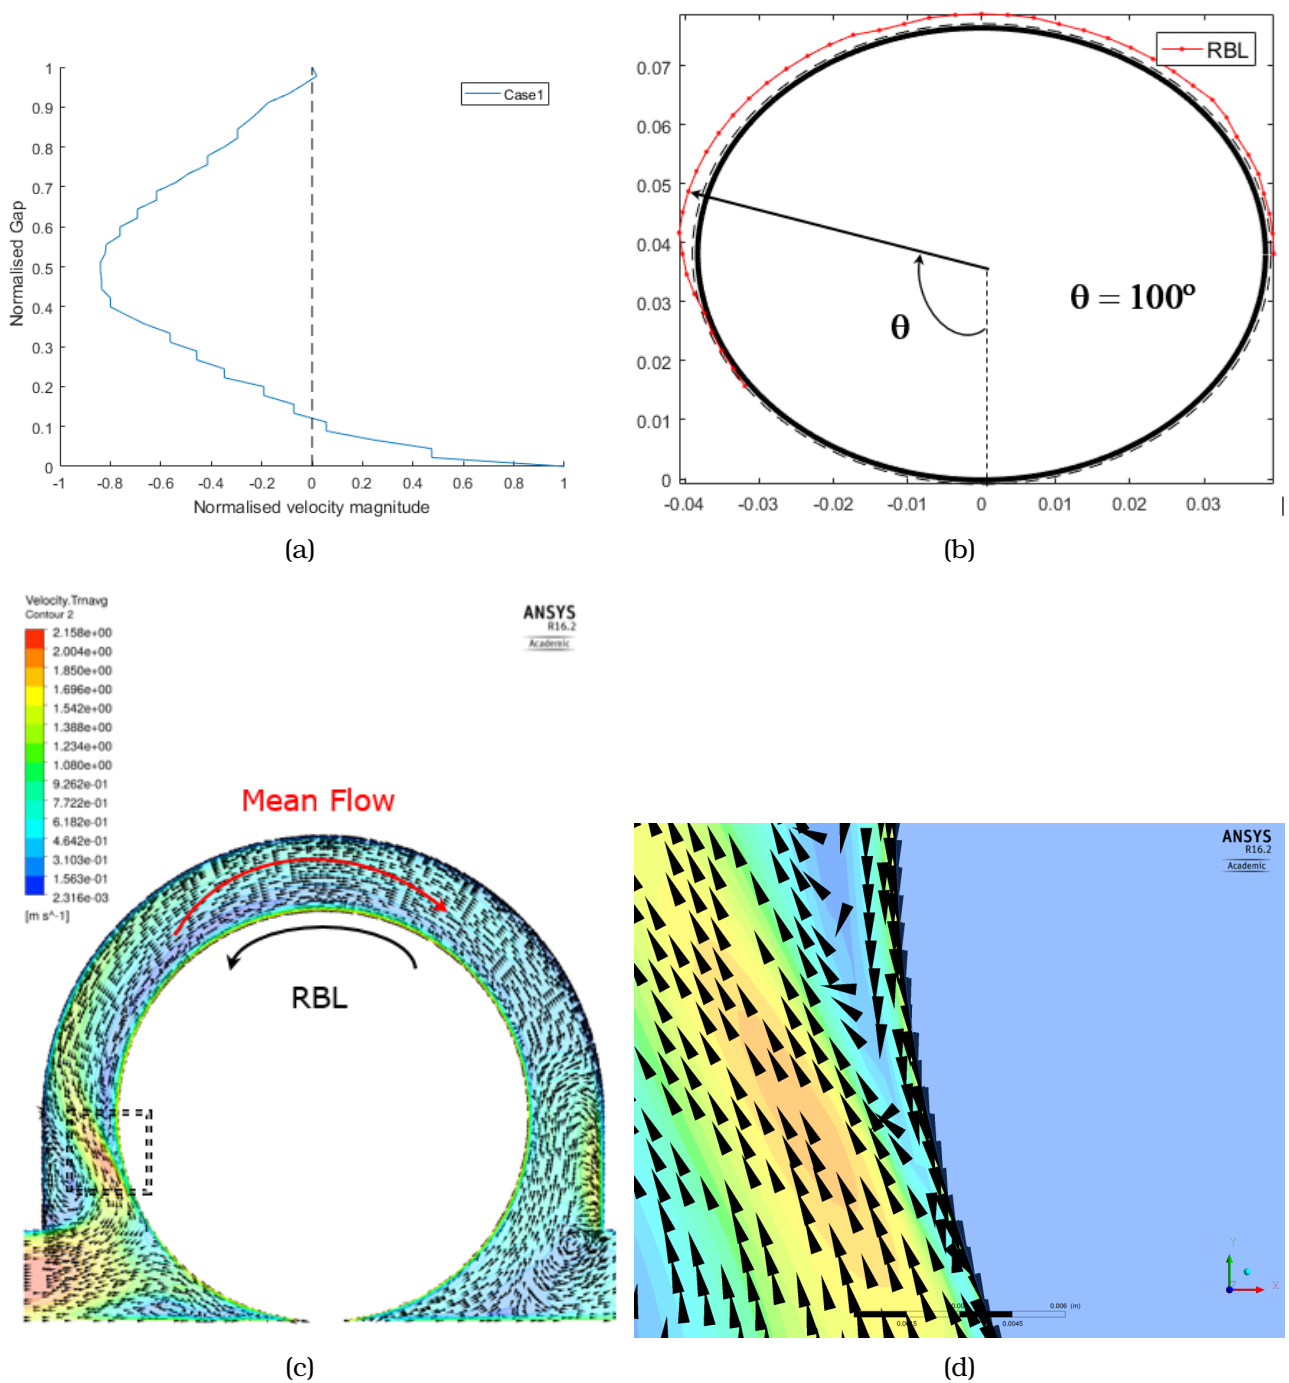 1
0.9
0.8
0.7
0.6
0.5
0.4
0.3
0.2
0.1
0
Normalised Gap
Case1
-1 -0.8 -0.6 -0.4 -0.2 0 0.2 0.4 0.6 0.8 1
Normalised velocity magnitude
(a)
RBL
0.07
0.06
0.05
0.04
0.03
0.02
0.01
0
θ
θ = 100º
-0.04 -0.03 -0.02 -0.01 0 0.01 0.02 0.03
(b)
Velocity.Trnavg
Contour 2
2.158e+00
2.004e+00
1.850e+00
1.696e+00
1.542e+00
1.388e+00
1.234e+00
1.080e+00
9.262e-01
7.722e-01
6.182e-01
4.642e-01
3.103e-01
1.563e-01
2.316e-03
[m s^-1]
ANSYS
R16.2
Academic
Mean Flow
RBL
(c)
ANSYS
R16.2
Academic
Y
X
0.006 (m)
0.0015 0.0045
(d)